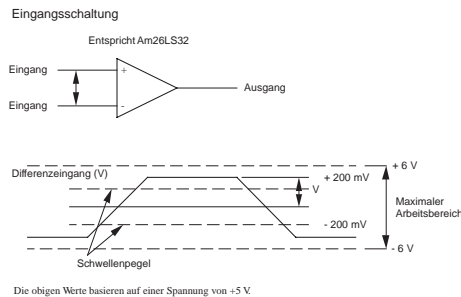 Eingangsschaltung
Entspricht Am26LS32
Eingang
+
Ausgang
Eingang
-
+ 6 V
Differenzeingang (V)
+ 200 mV
V
Maximaler
Arbeitsbereich
- 200 mV
- 6 V
Schwellenpegel
Die obigen Werte basieren auf einer Spannung von +5 V.